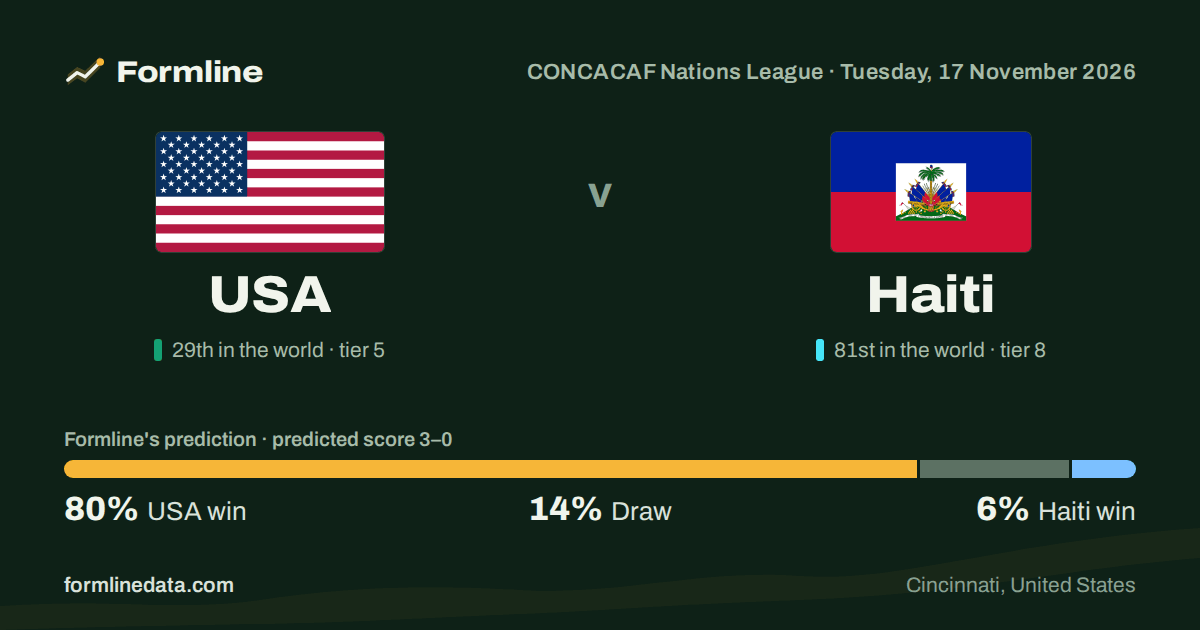 Formline
CONCACAF Nations League · Tuesday, 17 November 2026
v
USA
Haiti
29th in the world · tier 5
81st in the world · tier 8
Formline's prediction · predicted score 3–0
80% USA win
14% Draw
6% Haiti win
formlinedata.com
Cincinnati, United States